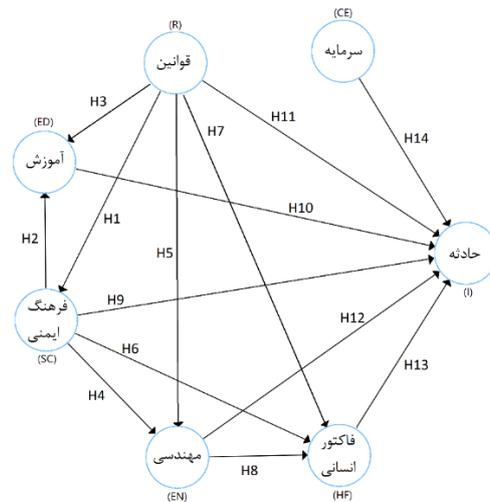 (CE)
سرمایه
(R)
قوانین
H3
H11
H7
H14
(ED)
آموزش
H10
H1
H2
H5
حادثه
(I)
H9
فرهنگ
ایمنی
(SC)
H12
H6
H13
H4
مهندسی
(EN)
H8
فاکتور
انسانی
(HF)